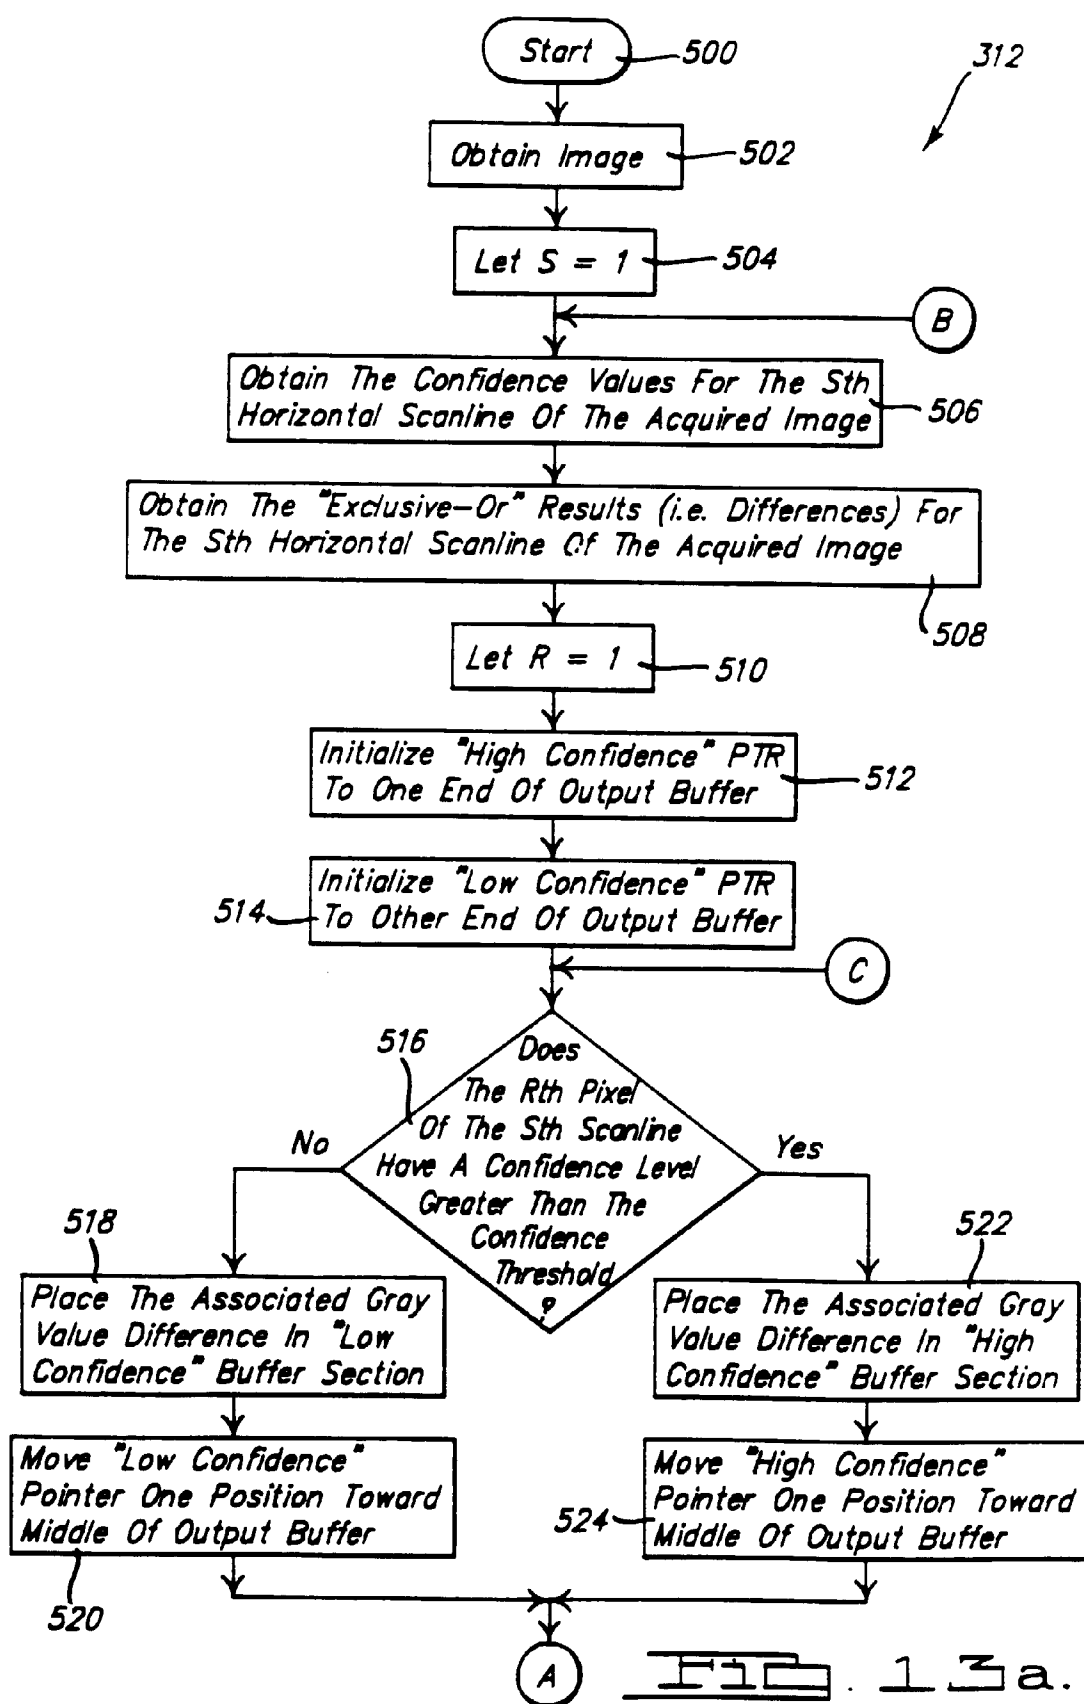 Start
500
312
Obtain Image
502
Let S = 1
504
B
Obtain The Confidence Values For The Sth
Horizontal Scanline Of The Acquired Image
506
Obtain The "Exclusive-Or" Results (i.e. Differences) For
The Sth Horizontal Scanline Of The Acquired Image
508
Let R = 1
510
Initialize "High Confidence" PTR
To One End Of Output Buffer
512
Initialize "Low Confidence" PTR
To Other End Of Output Buffer
514
C
516
Does
The Rth Pixel
Of The Sth Scanline
Have A Confidence Level
Greater Than The
Confidence
Threshold
?
No
Yes
518
Place The Associated Gray
Value Difference In "Low
Confidence" Buffer Section
522
Place The Associated Gray
Value Difference In "High
Confidence" Buffer Section
Move "Low Confidence"
Pointer One Position Toward
Middle Of Output Buffer
520
Move "High Confidence"
Pointer One Position Toward
Middle Of Output Buffer
524
A
FIG. 13a.